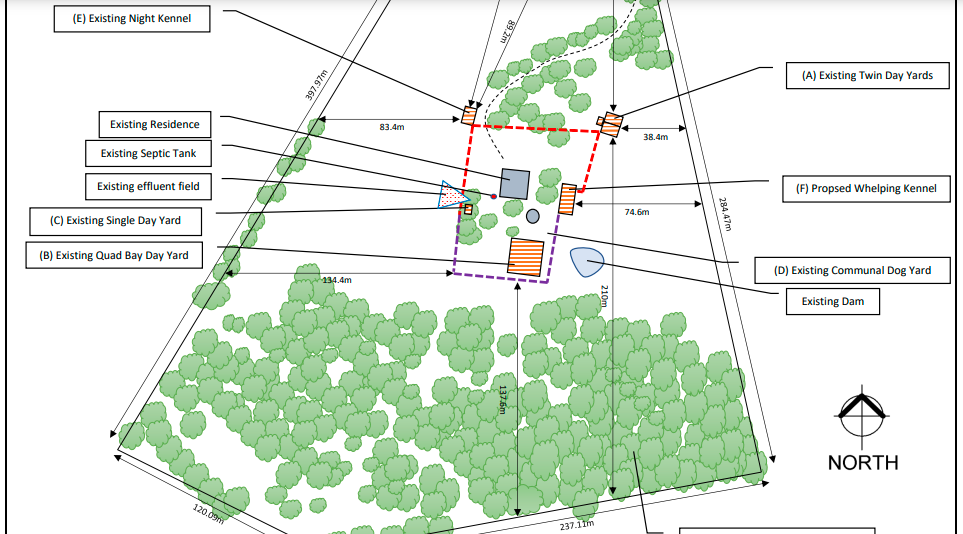 (E) Existing Night Kennel
89.2m
397.97m
(A) Existing Twin Day Yards
Existing Residence
83.4m
38.4m
Existing Septic Tank
Existing effluent field
(F) Propsed Whelping Kennel
(C) Existing Single Day Yard
74.6m
284.47m
(B) Existing Quad Bay Day Yard
(D) Existing Communal Dog Yard
134.4m
210m
Existing Dam
137.6m
NORTH
120.09m
237.11m